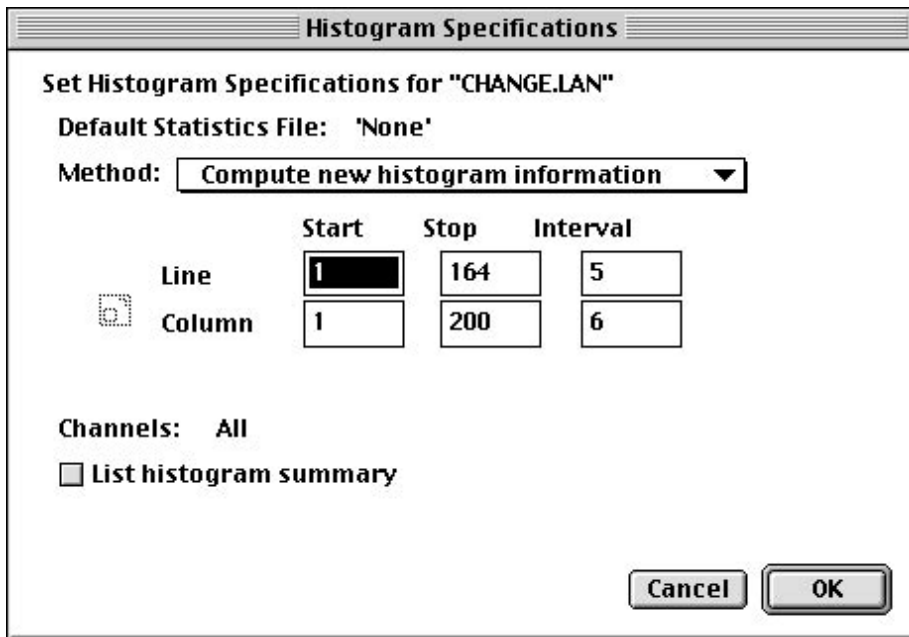 Histogram Specifications
Set Histogram Specifications for "CHANGE.LAN"
Default Statistics File: 'None'
Method: Compute new histogram information
Start Stop Interval
Line 1 164 5
Column 1 200 6
Channels: All
List histogram summary
Cancel OK